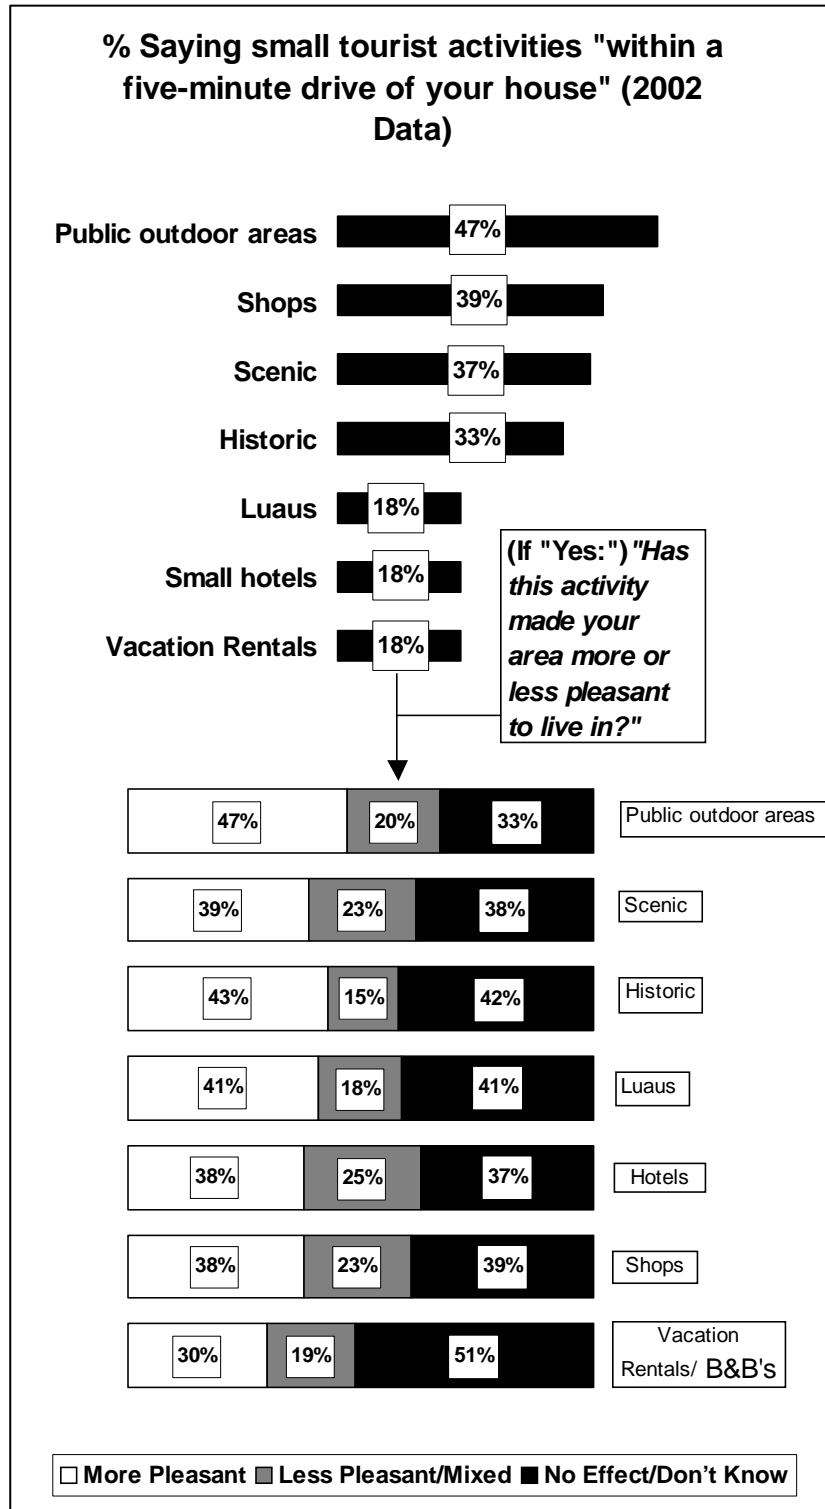 % Saying small tourist activities "within a
five-minute drive of your house" (2002
Data)
Public outdoor areas 47%
Shops 39%
Scenic 37%
Historic 33%
Luaus 18%
Small hotels 18%
Vacation Rentals 18%
(If "Yes:") "Has
this activity
made your
area more or
less pleasant
to live in?"
47% 20% 33% Public outdoor areas
39% 23% 38% Scenic
43% 15% 42% Historic
41% 18% 41% Luaus
38% 25% 37% Hotels
38% 23% 39% Shops
30% 19% 51% Vacation
Rentals/ B&B's
More Pleasant Less Pleasant/Mixed No Effect/Don’t Know